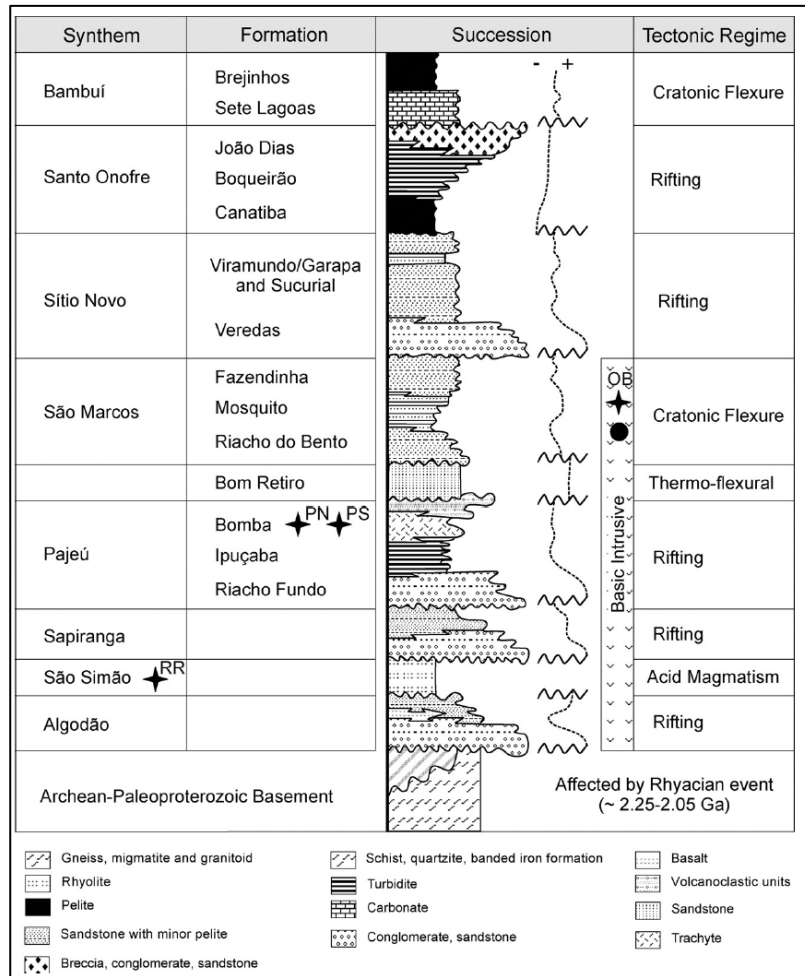 Synthem Formation Succession Tectonic Regime
- +
Bambuí
Brejinhos
Sete Lagoas
Cratonic Flexure
Santo Onofre
João Dias
Boqueirão
Canatiba
Rifting
Sítio Novo
Viramundo/Garapa
and Sucurial
Veredas
Rifting
São Marcos
Fazendinha
Mosquito
Riacho do Bento
OB
Cratonic Flexure
Bom Retiro
Thermo-flexural
Pajeú
Bomba PN PS
Ipuçaba
Riacho Fundo
Basic Intrusive
Rifting
Sapiranga
Rifting
São Simão RR
Acid Magmatism
Algodão
Rifting
Archean-Paleoproterozoic Basement
Affected by Rhyacian event
(~ 2.25-2.05 Ga)
Gneiss, migmatite and granitoid
Schist, quartzite, banded iron formation
Basalt
Rhyolite
Turbidite
Volcanoclastic units
Pelite
Carbonate
Sandstone
Sandstone with minor pelite
Conglomerate, sandstone
Trachyte
Breccia, conglomerate, sandstone